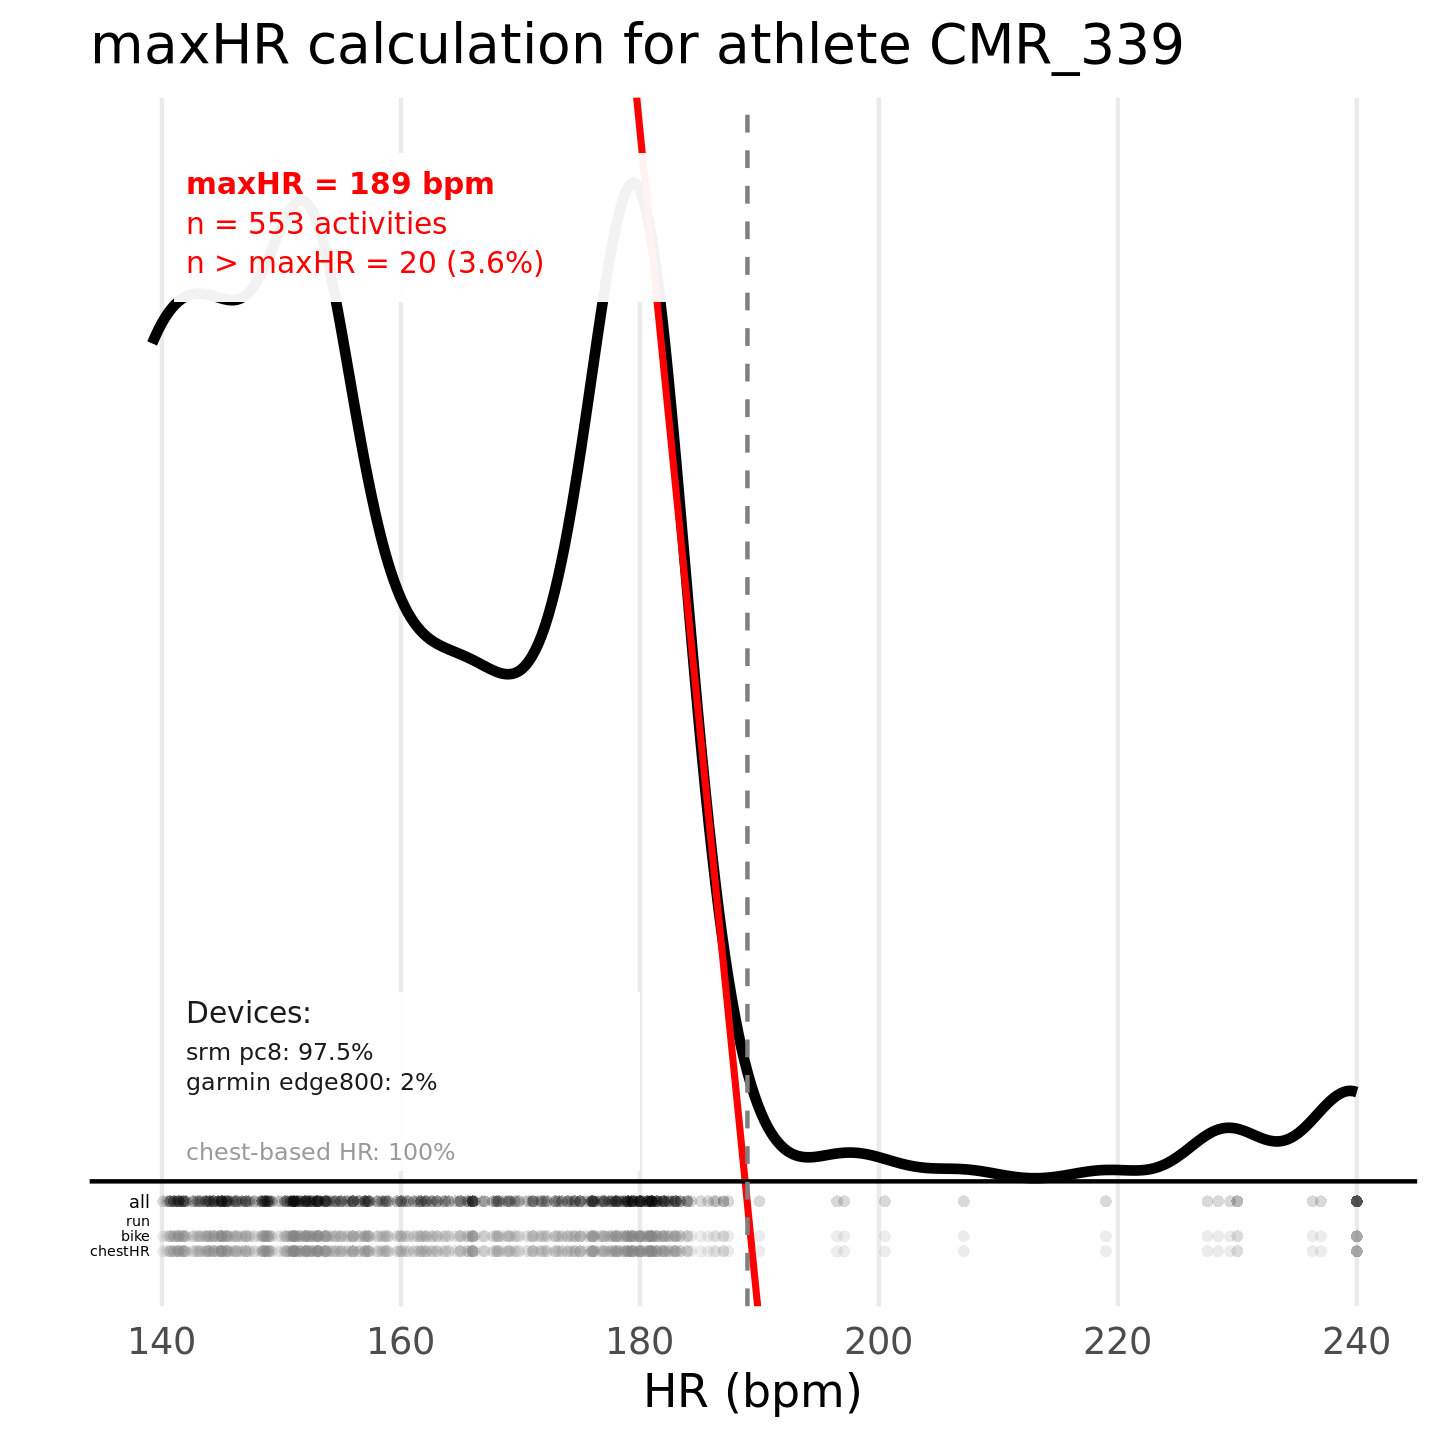 maxHR calculation for athlete CMR_339
maxHR = 189 bpm
n = 553 activities
n > maxHR = 20 (3.6%)
Devices:
srm pc8: 97.5%
garmin edge800: 2%
chest-based HR: 100%
all
run
bike
chestHR
140 160 180 200 220 240
HR (bpm)